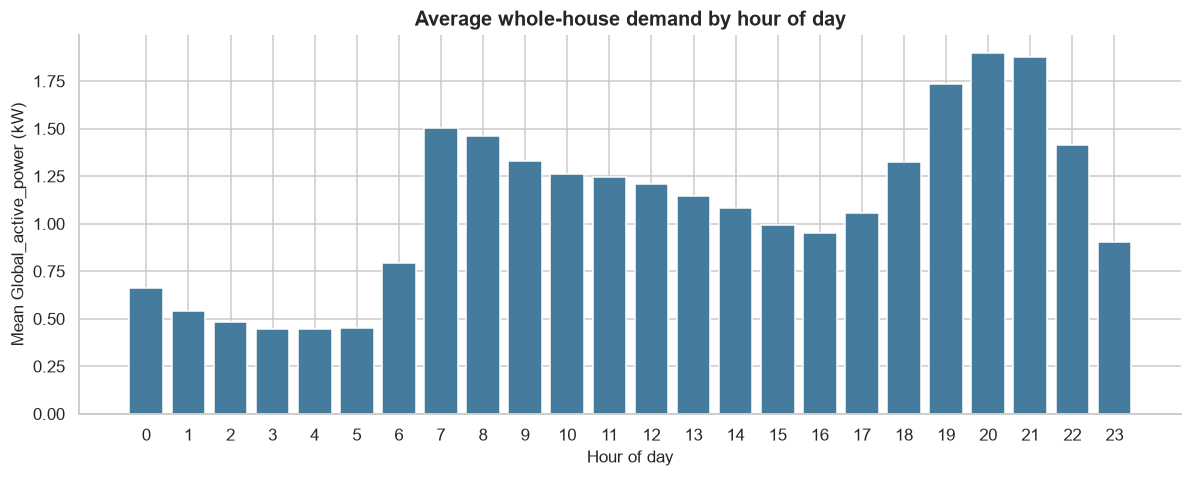 Average whole-house demand by hour of day
Mean Global_active_power (kW)
1.75
1.50
1.25
1.00
0.75
0.50
0.25
0.00
0 1 2 3 4 5 6 7 8 9 10 11 12 13 14 15 16 17 18 19 20 21 22 23
Hour of day